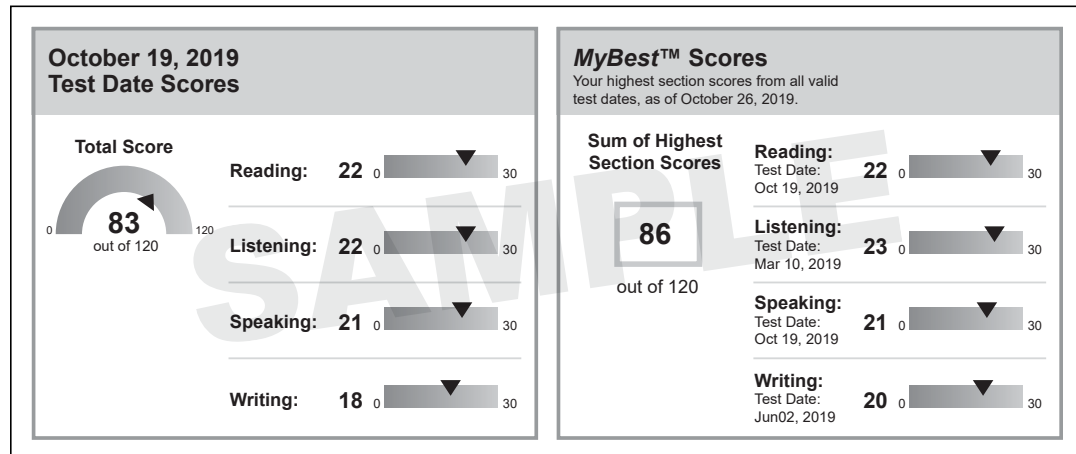 October 19, 2019
Test Date Scores
Total Score
0
83
120
out of 120
Reading: 22 0 30
Listening: 22 0 30
Speaking: 21 0 30
Writing: 18 0 30
MyBest™ Scores
Your highest section scores from all valid
test dates, as of October 26, 2019.
Sum of Highest
Section Scores
86
out of 120
Reading:
Test Date:
Oct 19, 2019
22 0 30
Listening:
Test Date:
Mar 10, 2019
23 0 30
Speaking:
Test Date:
Oct 19, 2019
21 0 30
Writing:
Test Date:
Jun02, 2019
20 0 30
SAMPLE